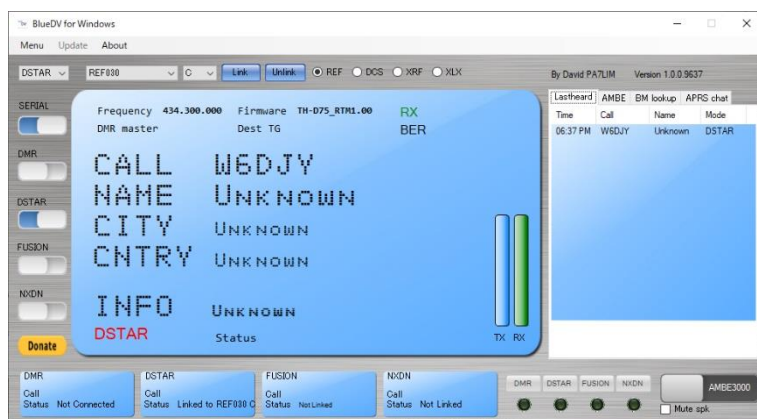 BlueDV for Windows
Menu Update About
DSTAR REF030 C Link Unlink REF DCS XRF XLX By David PA7LIM Version 1.0.0.9637
SERIAL
DMR
DSTAR
FUSION
NXDN
Donate
Frequency 434.300.000 Firmware TH-D75_RTM1.00 RX
DMR master Dest TG BER
CALL W6DJY
NAME UNKNOWN
CITY UNKNOWN
CNTRY UNKNOWN
INFO UNKNOWN
DSTAR Status TX RX
Lastheard AMBE BM lookup APRS chat
Time Call Name Mode
06:37 PM W6DJY Unknown DSTAR
DMR
Call
Status Not Connected
DSTAR
Call
Status Linked to REF030 C
FUSION
Call
Status Not Linked
NXDN
Call
Status Not Linked
DMR DSTAR FUSION NXDN
AMBE3000
Mute spk